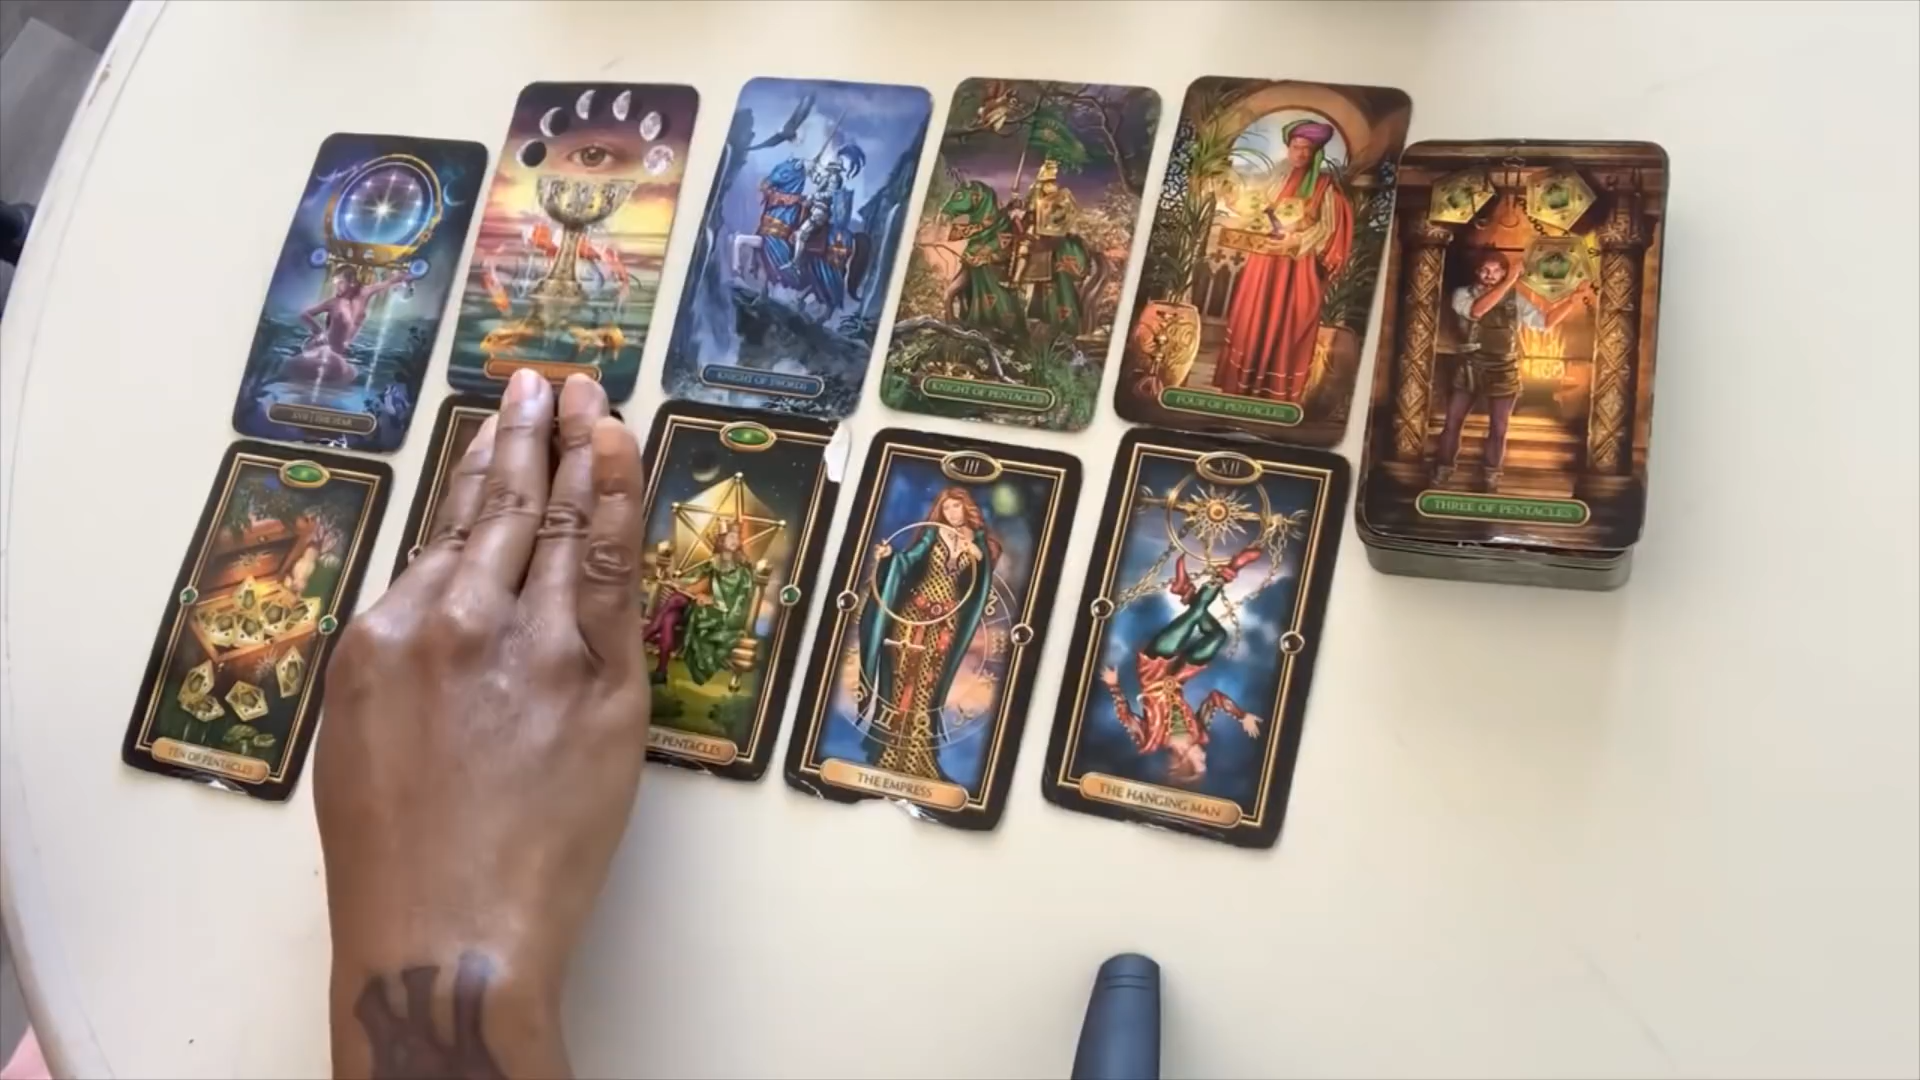 XVII | THE STAR
KNIGHT OF SWORDS
KNIGHT OF PENTACLES
FOUR OF PENTACLES
THREE OF PENTACLES
TEN OF PENTACLES
OF PENTACLES
III
THE EMPRESS
XII
THE HANGING MAN